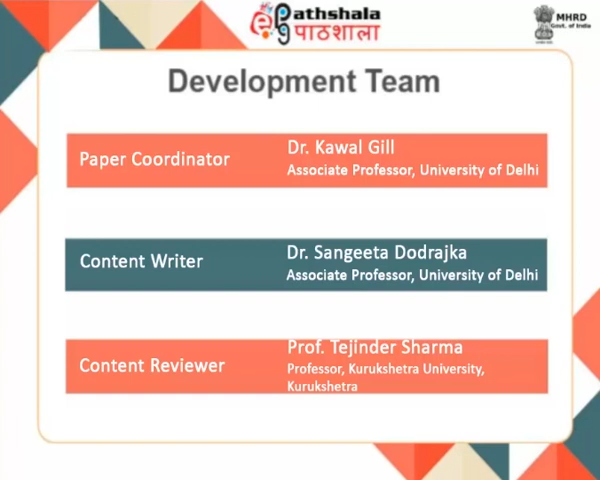 ePathshala
पाठशाला
MHRD
Govt. of India
Development Team
Paper Coordinator
Dr. Kawal Gill
Associate Professor, University of Delhi
Content Writer
Dr. Sangeeta Dodrajka
Associate Professor, University of Delhi
Content Reviewer
Prof. Tejinder Sharma
Professor, Kurukshetra University,
Kurukshetra